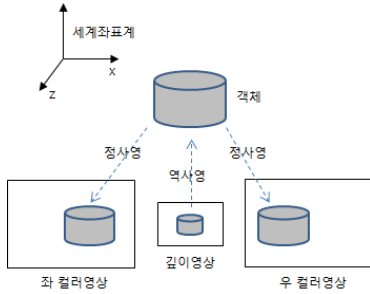 세계좌표계
x
z
객체
정사영
역사영
정사영
좌 컬러영상
깊이영상
우 컬러영상